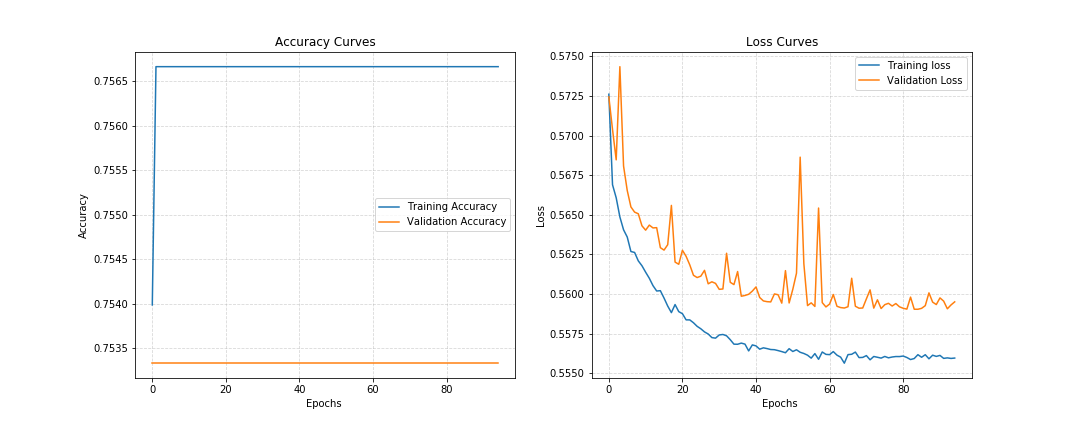 Accuracy Curves
0.7565
0.7560
0.7555
0.7550
0.7545
0.7540
0.7535
Accuracy
Training Accuracy
Validation Accuracy
0 20 40 60 80
Epochs
Loss Curves
0.5750
0.5725
0.5700
0.5675
0.5650
0.5625
0.5600
0.5575
0.5550
Loss
Training loss
Validation Loss
0 20 40 60 80
Epochs